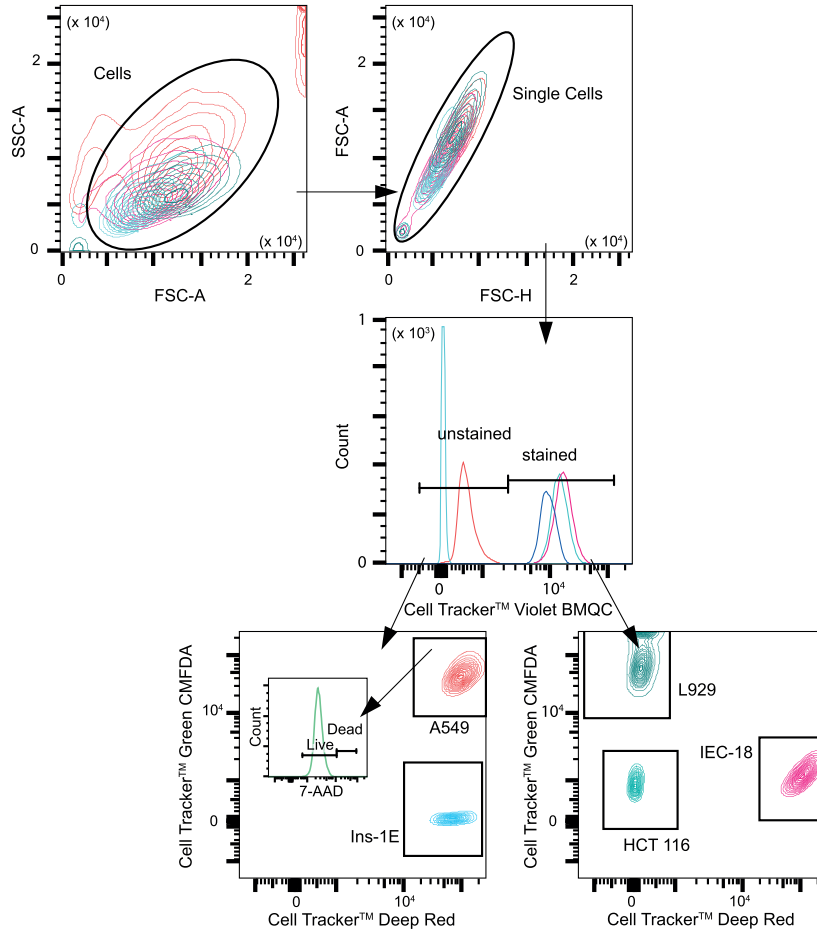 (x 10⁴)
Cells
2
SSC-A
0
(x 10⁴)
0
2
FSC-A
(x 10⁴)
2
Single Cells
FSC-A
0
(x 10⁴)
0
2
FSC-H
1
(x 10³)
unstained
stained
Count
0
0
10⁴
Cell Tracker™ Violet BMQC
Cell Tracker™ Green CMFDA
10⁴
0
A549
Count
Dead
Live
7-AAD
Ins-1E
0
10⁴
Cell Tracker™ Deep Red
Cell Tracker™ Green CMFDA
10⁴
0
L929
IEC-18
HCT 116
0
10⁴
Cell Tracker™ Deep Red